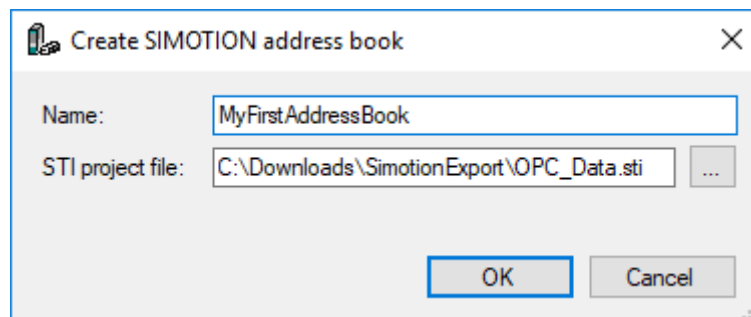 Create SIMOTION address book
Name: MyFirstAddressBook
STI project file: C:\Downloads\SimotionExport\OPC_Data.sti ...
OK Cancel